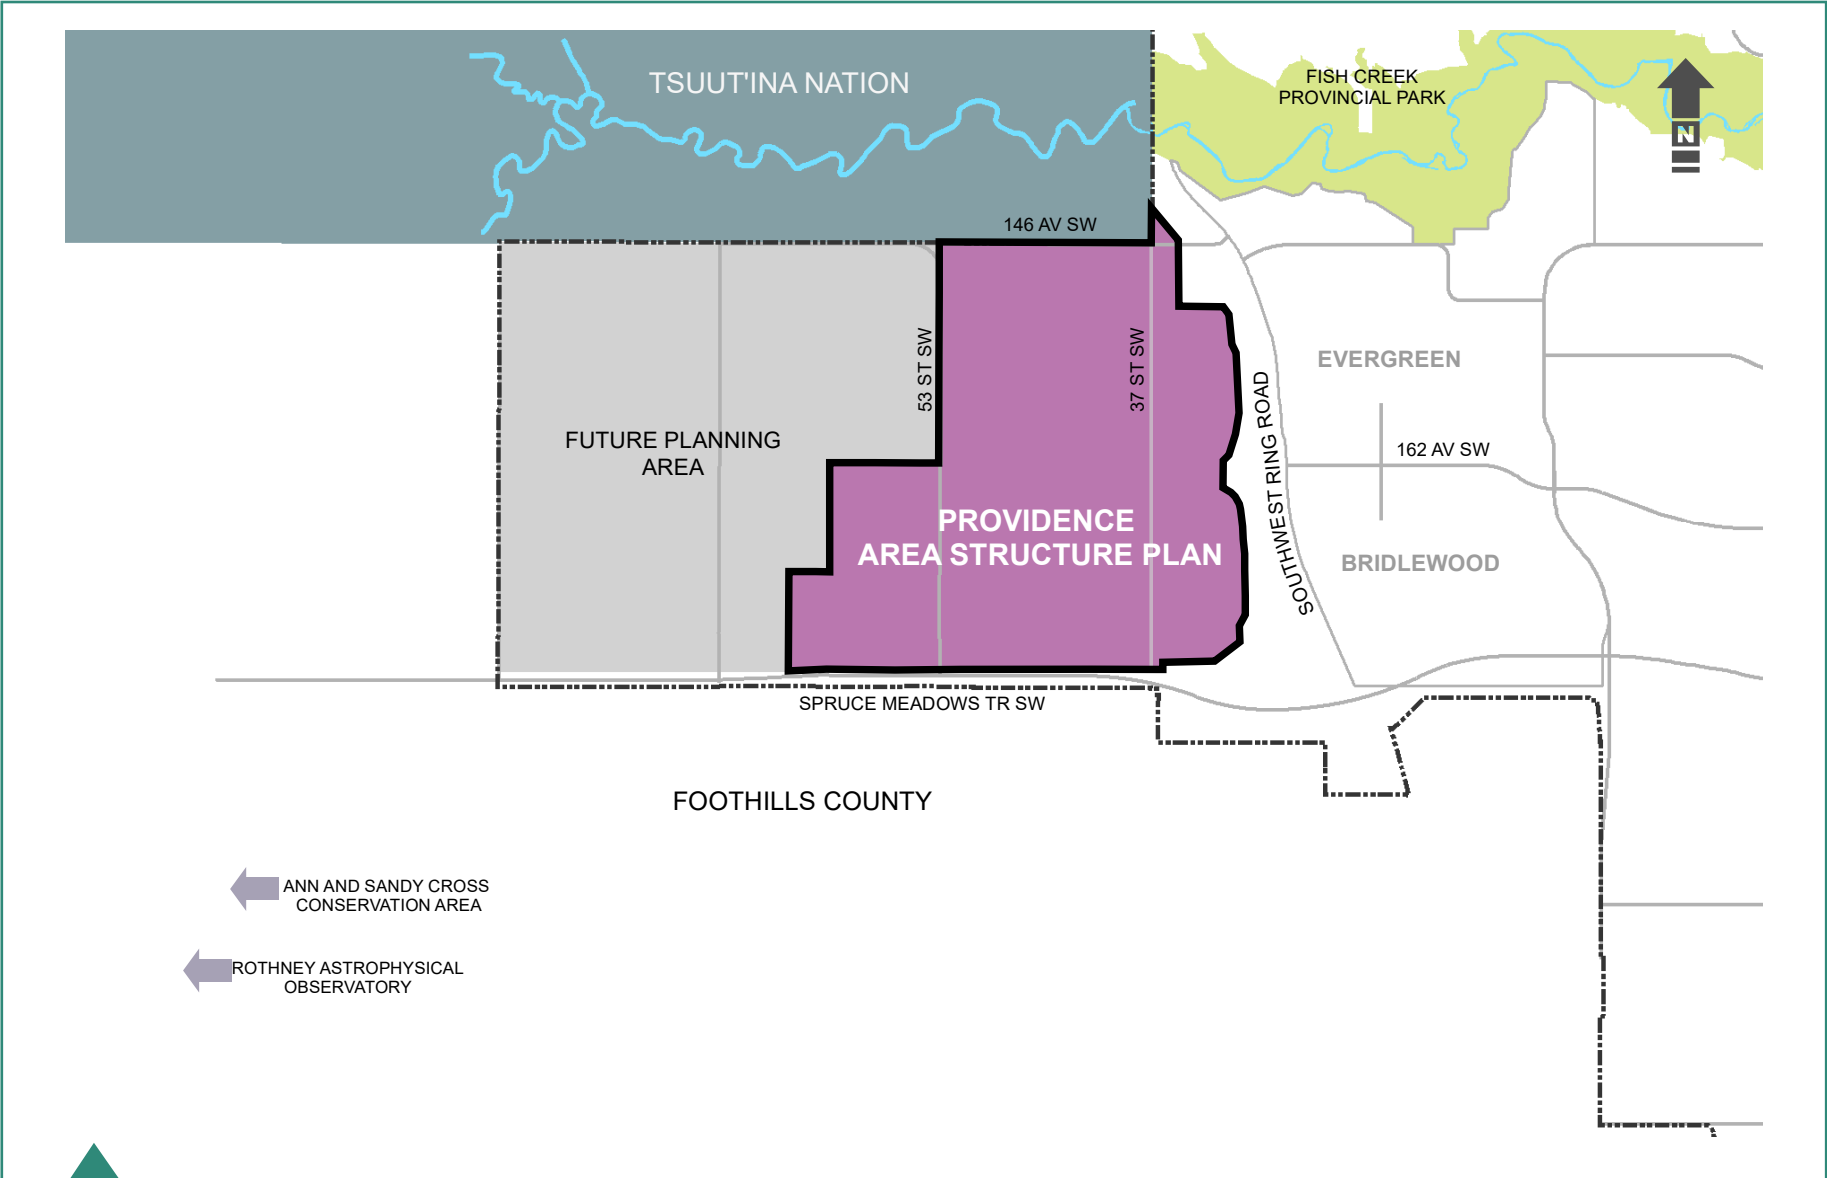 TSUUT'INA NATION
FISH CREEK
PROVINCIAL PARK
N
146 AV SW
53 ST SW
37 ST SW
EVERGREEN
SOUTHWEST RING ROAD
FUTURE PLANNING
AREA
162 AV SW
PROVIDENCE
AREA STRUCTURE PLAN
BRIDLEWOOD
SPRUCE MEADOWS TR SW
FOOTHILLS COUNTY
ANN AND SANDY CROSS
CONSERVATION AREA
ROTHNEY ASTROPHYSICAL
OBSERVATORY